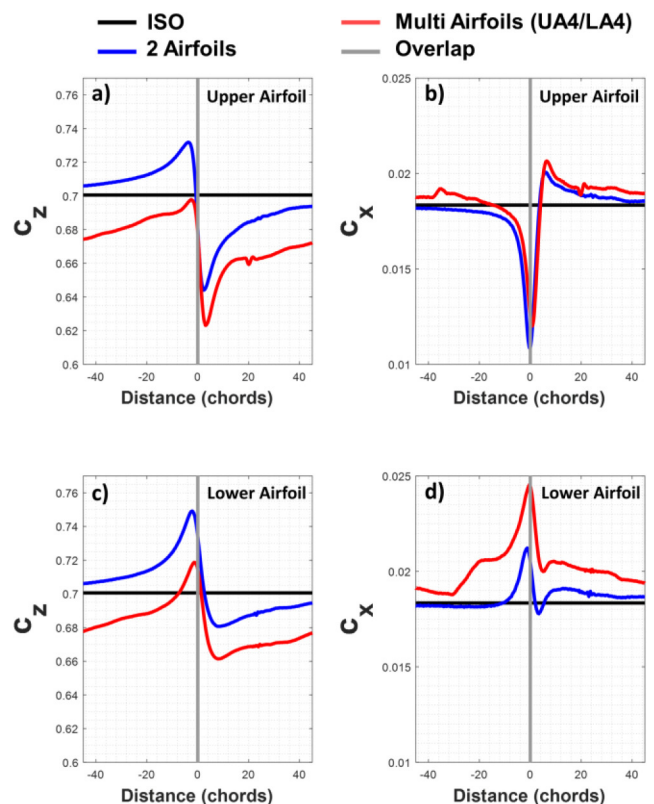 ISO
Multi Airfoils (UA4/LA4)
2 Airfoils
Overlap
a)
Upper Airfoil
0.76
0.74
0.72
0.7
0.68
0.66
0.64
0.62
0.6
cz
-40 -20 0 20 40
Distance (chords)
b)
Upper Airfoil
0.025
0.02
0.015
0.01
cx
-40 -20 0 20 40
Distance (chords)
c)
Lower Airfoil
0.76
0.74
0.72
0.7
0.68
0.66
0.64
0.62
0.6
cz
-40 -20 0 20 40
Distance (chords)
d)
Lower Airfoil
0.025
0.02
0.015
0.01
cx
-40 -20 0 20 40
Distance (chords)